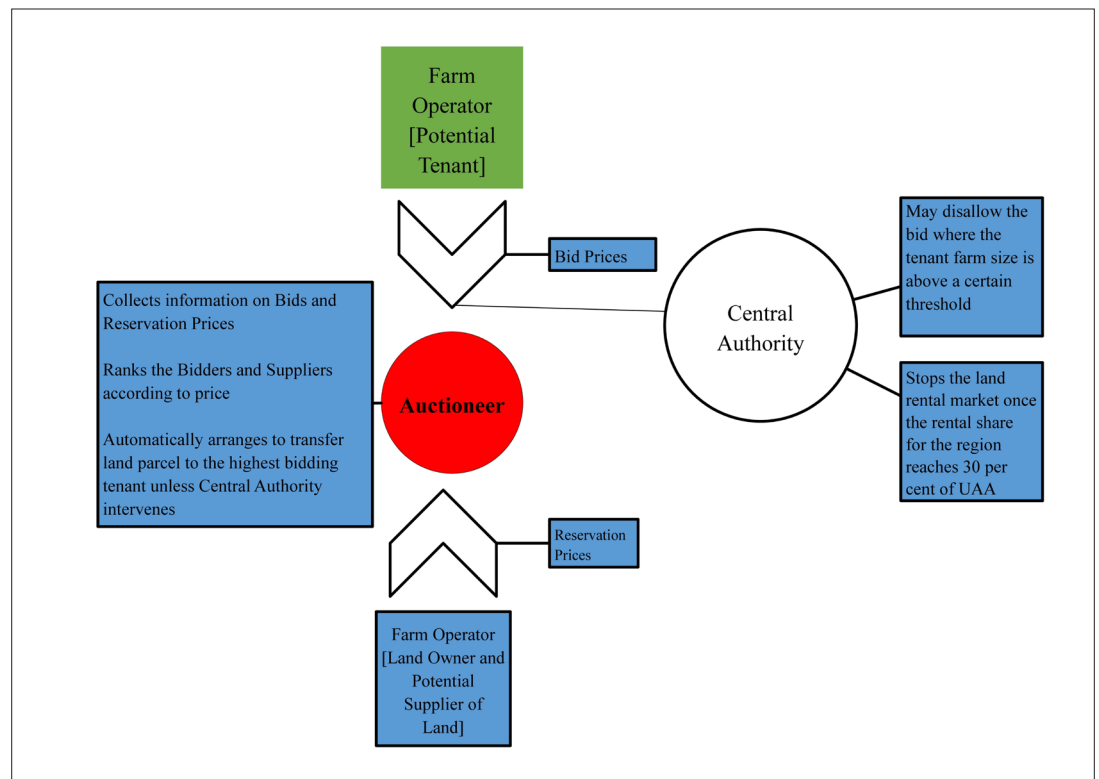 Farm
Operator
[Potential
Tenant]
Bid Prices
May disallow the
bid where the
tenant farm size is
above a certain
threshold
Central
Authority
Collects information on Bids and
Reservation Prices
Ranks the Bidders and Suppliers
according to price
Automatically arranges to transfer
land parcel to the highest bidding
tenant unless Central Authority
intervenes
Auctioneer
Stops the land
rental market once
the rental share
for the region
reaches 30 per
cent of UAA
Reservation
Prices
Farm Operator
[Land Owner and
Potential
Supplier of
Land]